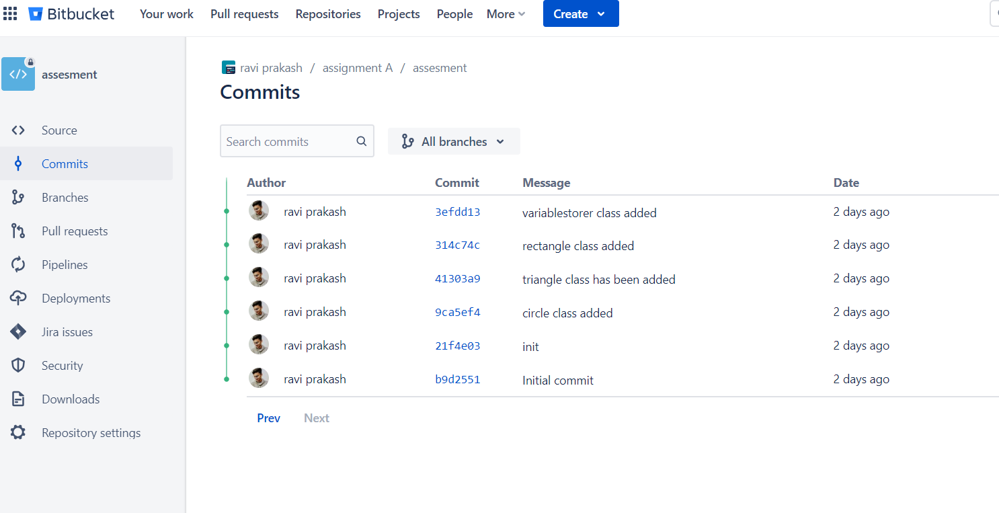 Bitbucket Your work Pull requests Repositories Projects People More Create
assesment
Source
Commits
Branches
Pull requests
Pipelines
Deployments
Jira issues
Security
Downloads
Repository settings
ravi prakash / assignment A / assesment
Commits
Search commits All branches
Author Commit Message Date
ravi prakash 3efdd13 variablestorer class added 2 days ago
ravi prakash 314c74c rectangle class added 2 days ago
ravi prakash 41303a9 triangle class has been added 2 days ago
ravi prakash 9ca5ef4 circle class added 2 days ago
ravi prakash 21f4e03 init 2 days ago
ravi prakash b9d2551 Initial commit 2 days ago
Prev Next